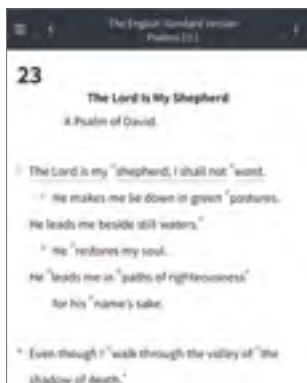 The English Standard Version
Psalms 23:1
23
The Lord Is My Shepherd
A Psalm of David.
The Lord is my shepherd; I shall not want.
He makes me lie down in green pastures.
He leads me beside still waters.
He restores my soul.
He leads me in paths of righteousness
for his name's sake.
Even though I walk through the valley of the
shadow of death,